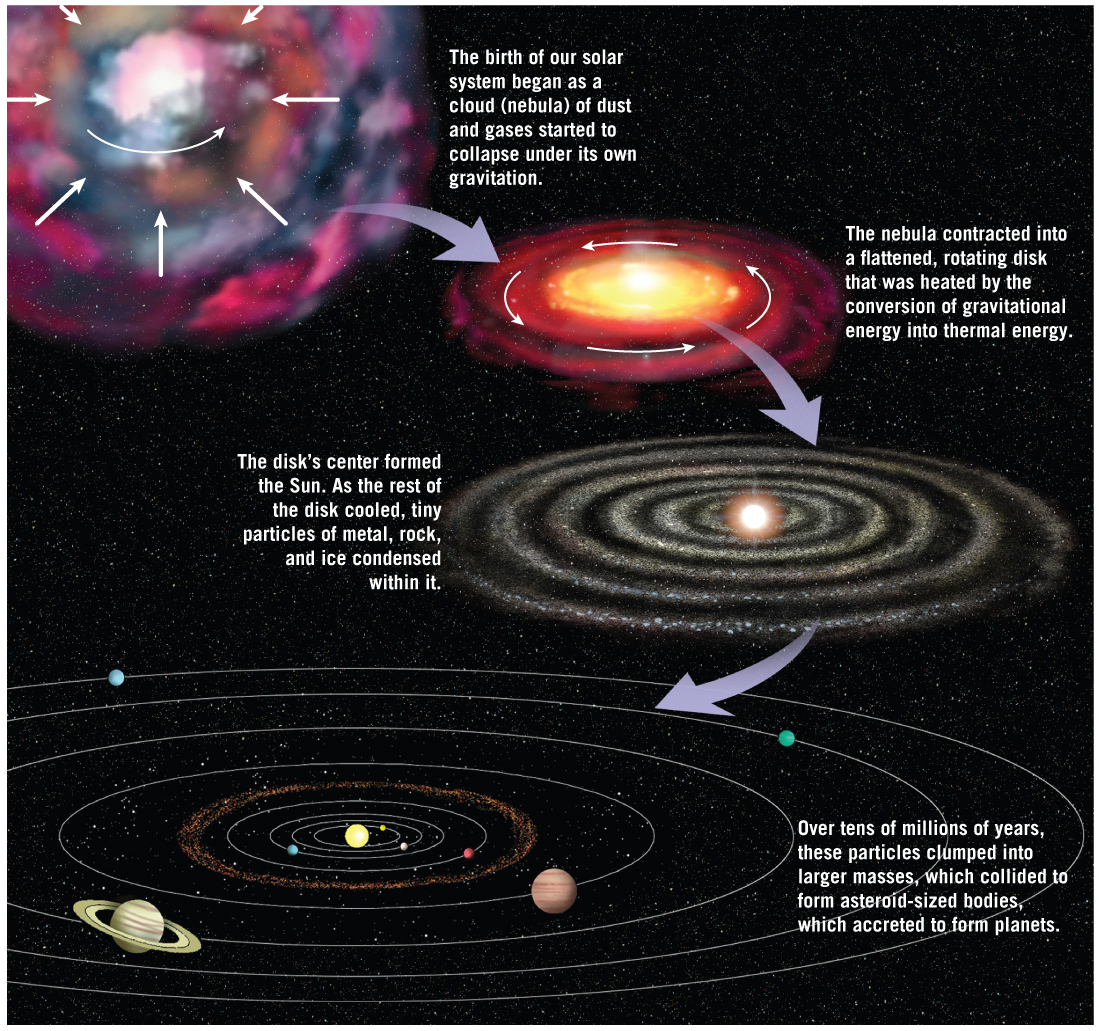 The birth of our solar
system began as a
cloud (nebula) of dust
and gases started to
collapse under its own
gravitation.
The nebula contracted into
a flattened, rotating disk
that was heated by the
conversion of gravitational
energy into thermal energy.
The disk’s center formed
the Sun. As the rest of
the disk cooled, tiny
particles of metal, rock,
and ice condensed
within it.
Over tens of millions of years,
these particles clumped into
larger masses, which collided to
form asteroid-sized bodies,
which accreted to form planets.